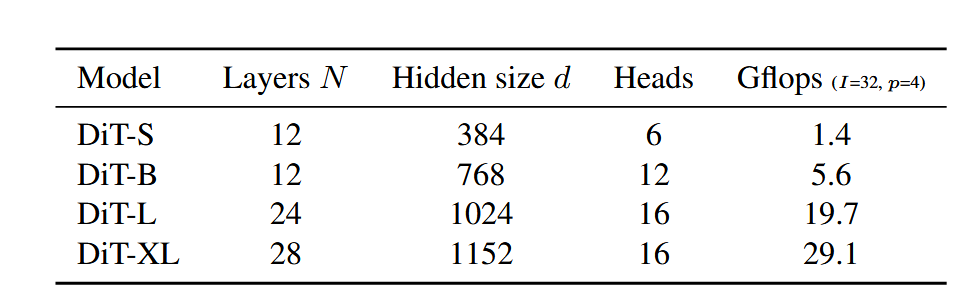 Model Layers N Hidden size d Heads Gflops (I=32, p=4)
DiT-S 12 384 6 1.4
DiT-B 12 768 12 5.6
DiT-L 24 1024 16 19.7
DiT-XL 28 1152 16 29.1